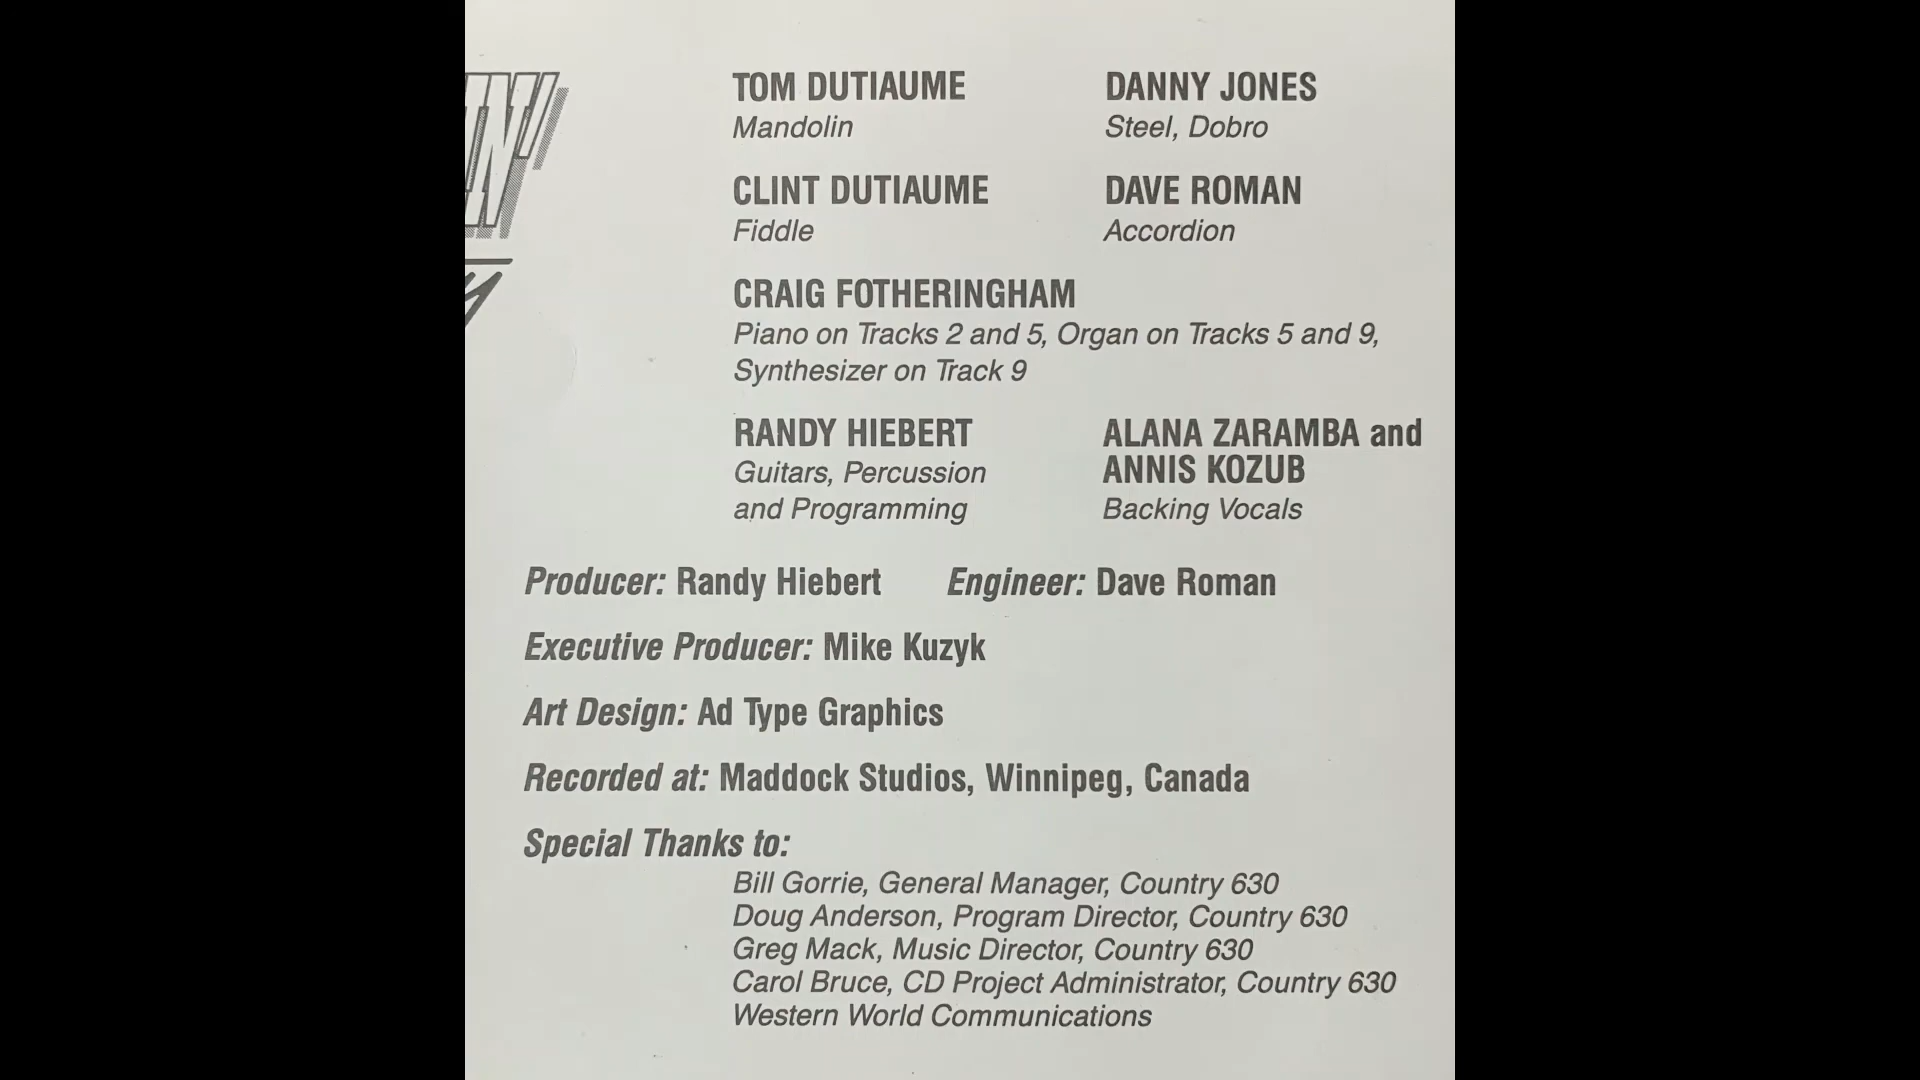 IN'
TOM DUTIAUME
Mandolin
DANNY JONES
Steel, Dobro
CLINT DUTIAUME
Fiddle
DAVE ROMAN
Accordion
CRAIG FOTHERINGHAM
Piano on Tracks 2 and 5, Organ on Tracks 5 and 9,
Synthesizer on Track 9
RANDY HIEBERT
Guitars, Percussion
and Programming
ALANA ZARAMBA and
ANNIS KOZUB
Backing Vocals
Producer: Randy Hiebert Engineer: Dave Roman
Executive Producer: Mike Kuzyk
Art Design: Ad Type Graphics
Recorded at: Maddock Studios, Winnipeg, Canada
Special Thanks to:
Bill Gorrie, General Manager, Country 630
Doug Anderson, Program Director, Country 630
Greg Mack, Music Director, Country 630
Carol Bruce, CD Project Administrator, Country 630
Western World Communications